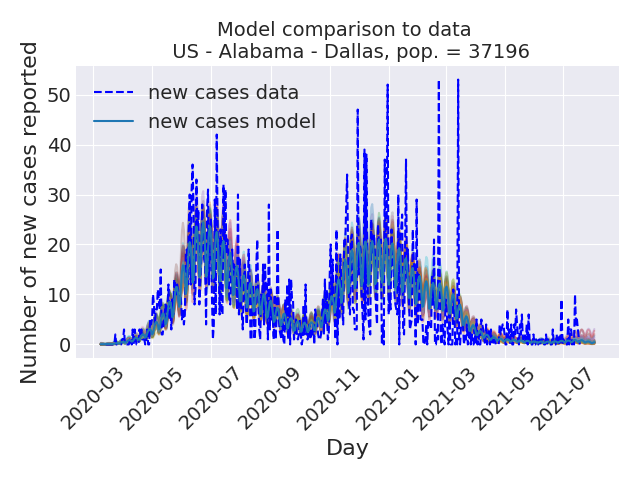 Model comparison to data
US - Alabama - Dallas, pop. = 37196
Number of new cases reported
50
40
30
20
10
0
new cases data
new cases model
2020-03
2020-05
2020-07
2020-09
2020-11
2021-01
2021-03
2021-05
2021-07
Day